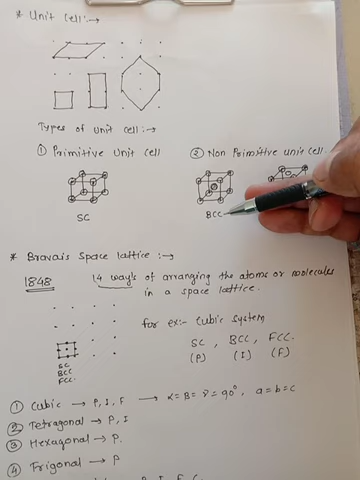 * Unit cell:→
Types of Unit cell:→
① Primitive Unit cell
② Non Primitive unit cell
SC
BCC
* Bravais Space lattice :→
1848
14 way's of arranging the atoms or molecules
in a space lattice.
for ex:- Cubic System
SC, BCC, FCC.
(P) (I) (F)
SC
BCC
FCC.
① Cubic → P, I, F → α = β = γ = 90°, a = b = c
② Tetragonal → P, I
③ Hexagonal → P.
④ Trigonal → P